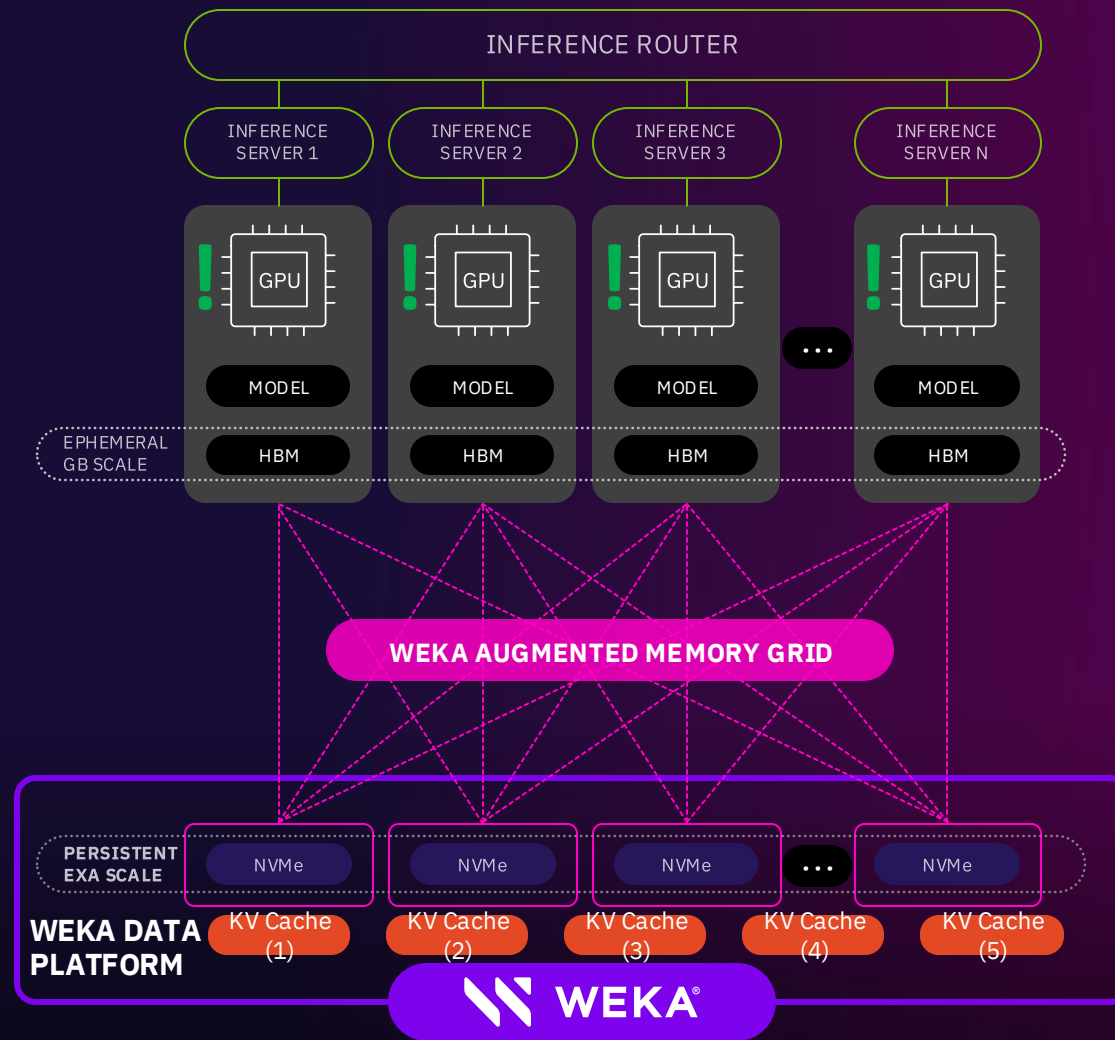 INFERENCE ROUTER
INFERENCE
SERVER 1
INFERENCE
SERVER 2
INFERENCE
SERVER 3
INFERENCE
SERVER N
!
GPU
!
GPU
!
GPU
!
GPU
...
MODEL
MODEL
MODEL
MODEL
EPHEMERAL
GB SCALE
HBM
HBM
HBM
HBM
WEKA AUGMENTED MEMORY GRID
PERSISTENT
EXA SCALE
NVMe
NVMe
NVMe
...
NVMe
WEKA DATA
PLATFORM
KV Cache
(1)
KV Cache
(2)
KV Cache
(3)
KV Cache
(4)
KV Cache
(5)
WEKA®